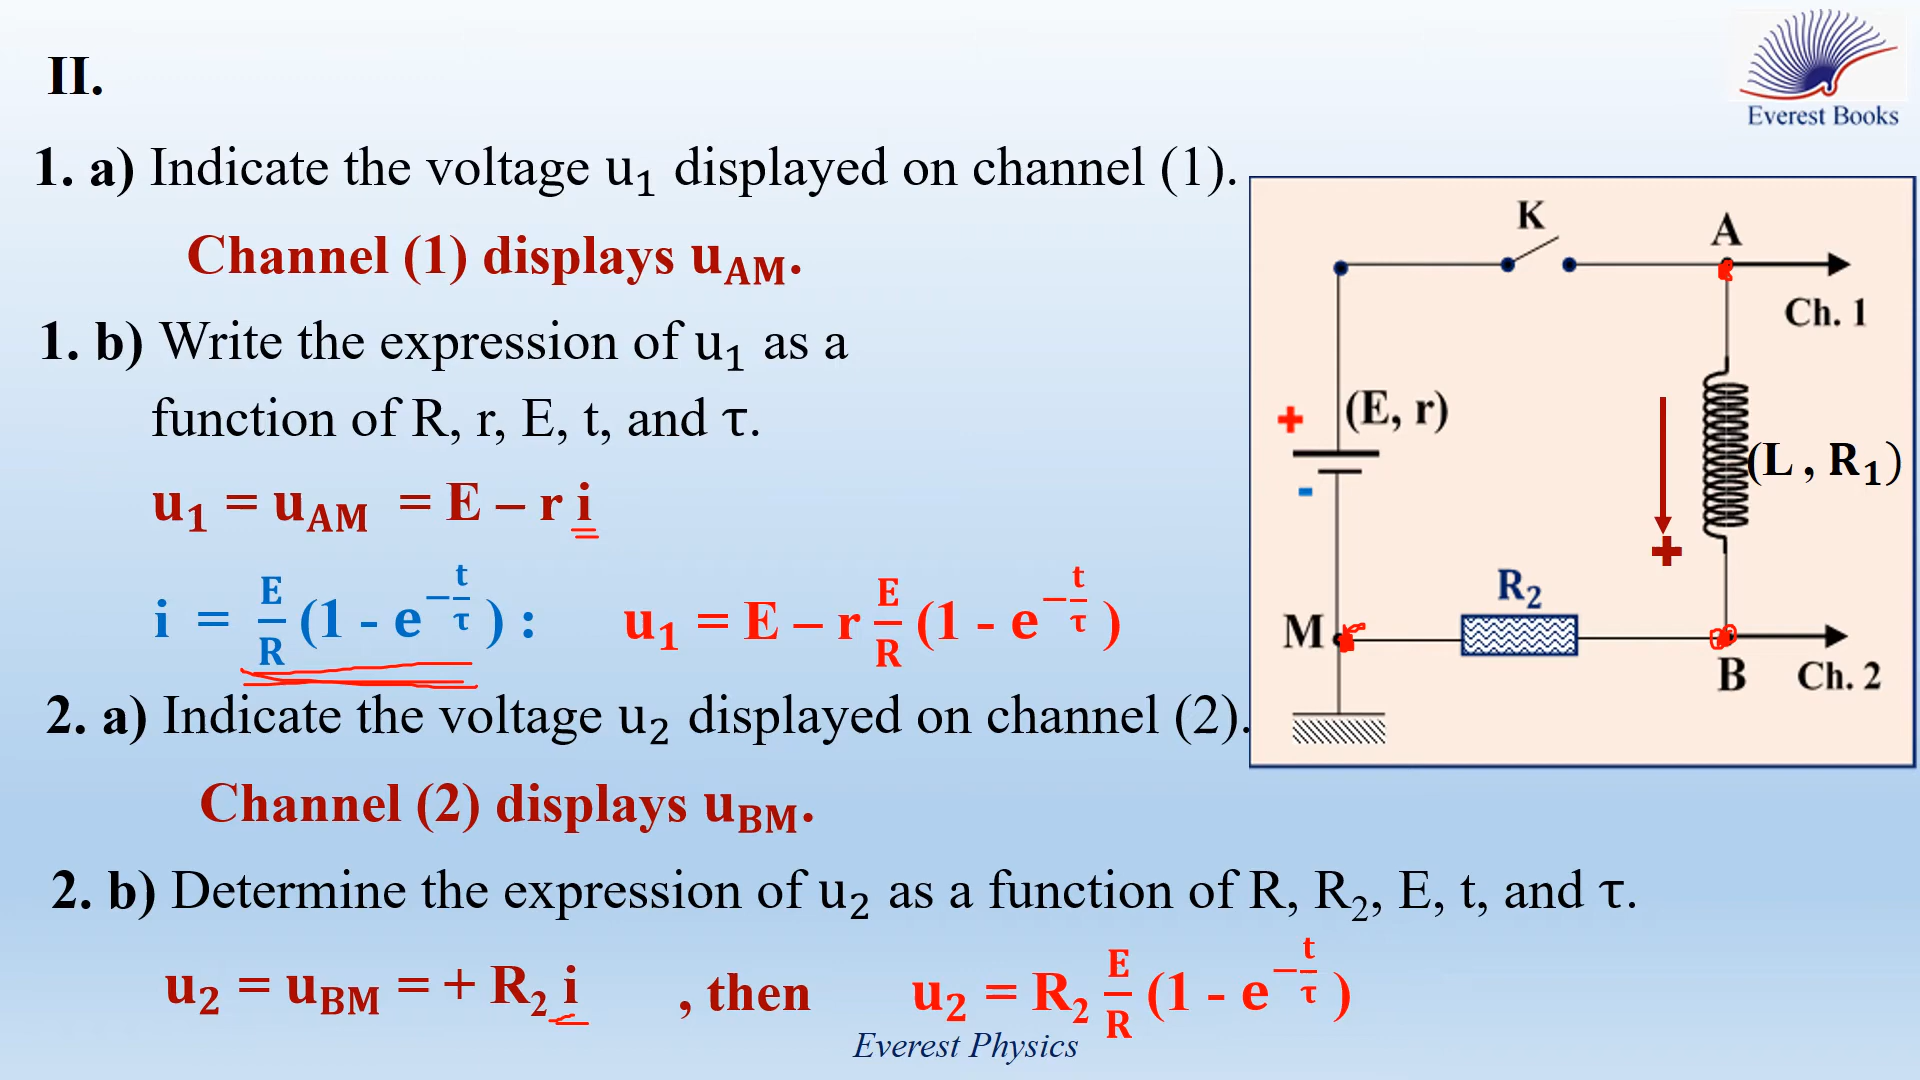 II.
Everest Books
1. a) Indicate the voltage u₁ displayed on channel (1).
Channel (1) displays u_AM.
1. b) Write the expression of u₁ as a
function of R, r, E, t, and τ.
u₁ = u_AM = E – r i
i = E/R (1 - e^(−t/τ)) : u₁ = E – r E/R (1 - e^(−t/τ))
2. a) Indicate the voltage u₂ displayed on channel (2).
Channel (2) displays u_BM.
2. b) Determine the expression of u₂ as a function of R, R₂, E, t, and τ.
u₂ = u_BM = + R₂ i , then u₂ = R₂ E/R (1 - e^(−t/τ))
Everest Physics
K
A
Ch. 1
+
(E, r)
-
(L , R₁)
+
R₂
M
B
Ch. 2